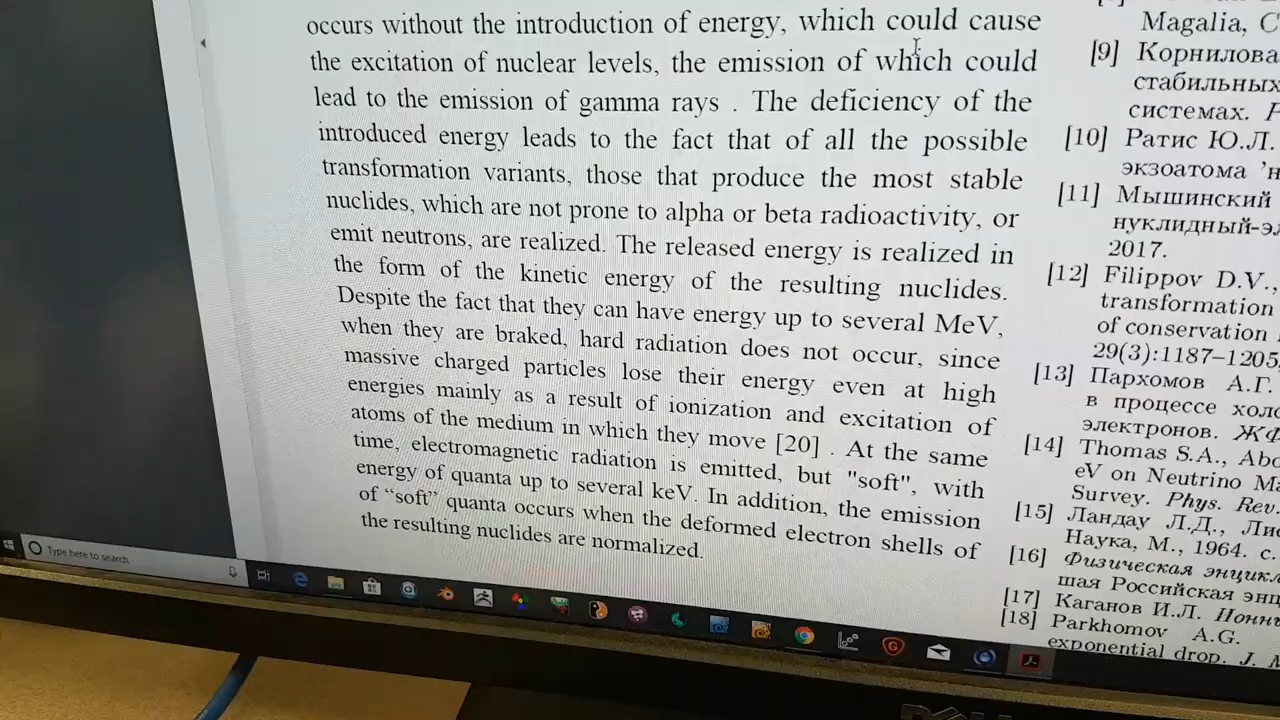 occurs without the introduction of energy, which could cause
the excitation of nuclear levels, the emission of which could
lead to the emission of gamma rays . The deficiency of the
introduced energy leads to the fact that of all the possible
transformation variants, those that produce the most stable
nuclides, which are not prone to alpha or beta radioactivity, or
emit neutrons, are realized. The released energy is realized in
the form of the kinetic energy of the resulting nuclides.
Despite the fact that they can have energy up to several MeV,
when they are braked, hard radiation does not occur, since
massive charged particles lose their energy even at high
energies mainly as a result of ionization and excitation of
atoms of the medium in which they move [20] . At the same
time, electromagnetic radiation is emitted, but "soft", with
energy of quanta up to several keV. In addition, the emission
of “soft” quanta occurs when the deformed electron shells of
the resulting nuclides are normalized.
Magalia, C
[9] Корнилова
стабильных
системах.
[10] Ратис Ю.Л.
экзоатома 'н
[11] Мышинский
нуклидный-эл
2017.
[12] Filippov D.V.,
transformation
of conservation
29(3):1187–1205,
[13] Пархомов А.Г.
в процессе холо
электронов. ЖФ
[14] Thomas S.A., Abd
eV on Neutrino Ma
Survey. Phys. Rev.
[15] Ландау Л.Д., Лиф
Наука, М., 1964. с.
[16] Физическая энцикл
шая Российская энц
[17] Каганов И.Л. Ионн
[18] Parkhomov A.G.
exponential drop. J. M
Type here to search
DELL